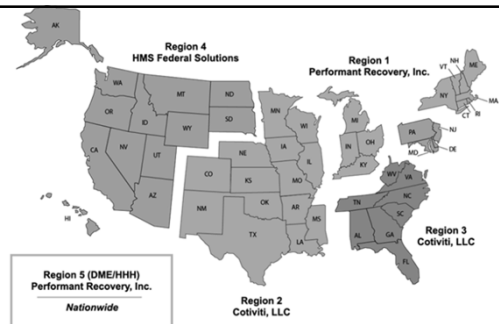 AK
Region 4
HMS Federal Solutions
Region 1
Performant Recovery, Inc.
WA
MT
ND
OR
ID
WY
SD
CA
NV
UT
AZ
HI
MN
WI
NE
IA
IL
CO
KS
MO
NM
OK
AR
TX
LA
MS
MI
IN
OH
KY
VT
NH
ME
NY
MA
RI
CT
PA
NJ
MD
DE
WV
VA
TN
NC
SC
AL
GA
FL
Region 3
Cotiviti, LLC
Region 2
Cotiviti, LLC
Region 5 (DME/HHH)
Performant Recovery, Inc.
Nationwide